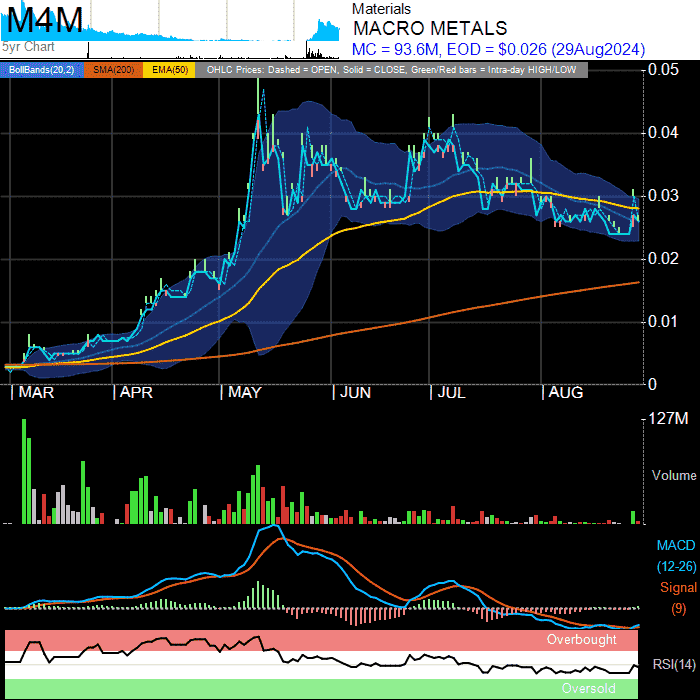 M4M
5yr Chart
Materials
MACRO METALS
MC = 93.6M, EOD = $0.026 (29Aug2024)
BollBands(20,2) SMA(200) EMA(50) OHLC Prices: Dashed = OPEN, Solid = CLOSE, Green/Red bars = Intra-day HIGH/LOW
0.05
0.04
0.03
0.02
0.01
0
MAR APR MAY JUN JUL AUG
127M
Volume
MACD
(12-26)
Signal
(9)
Overbought
RSI(14)
Oversold